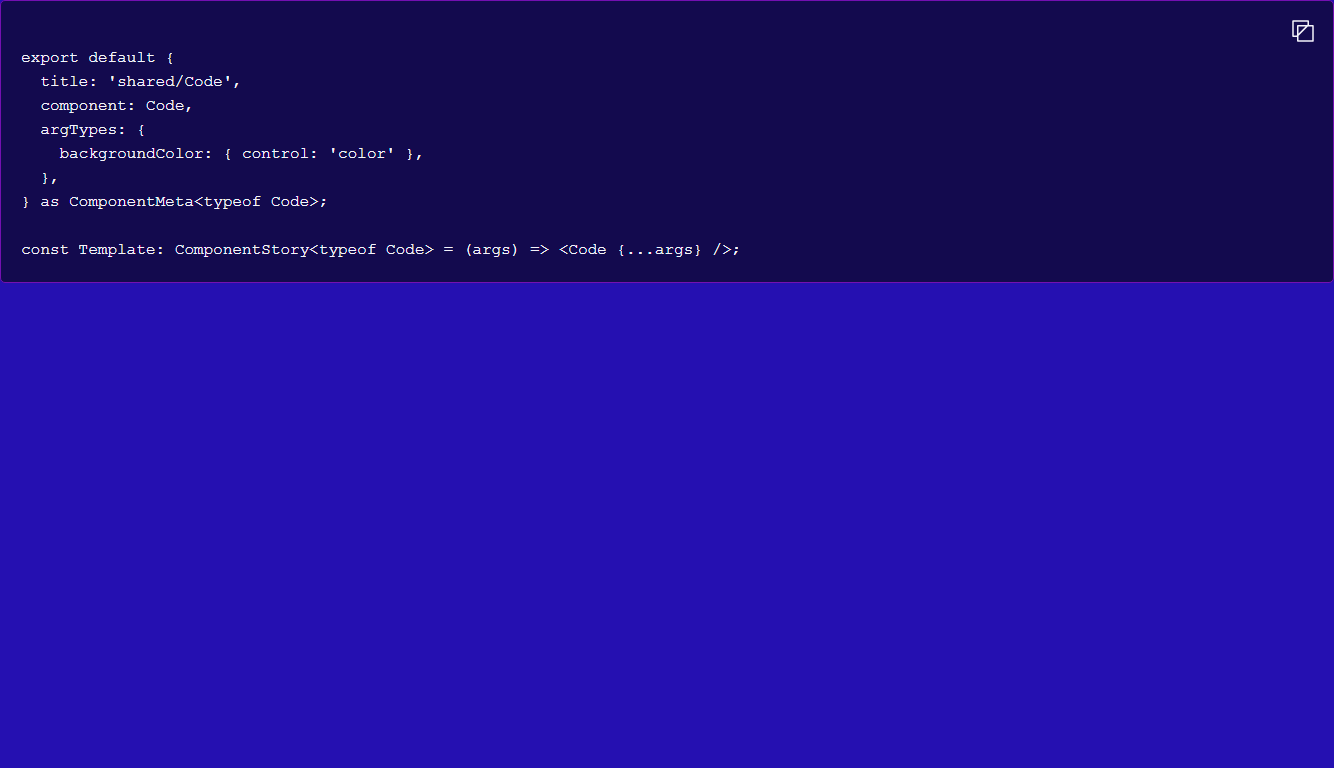 export default {
  title: 'shared/Code',
  component: Code,
  argTypes: {
    backgroundColor: { control: 'color' },
  },
} as ComponentMeta<typeof Code>;

const Template: ComponentStory<typeof Code> = (args) => <Code {...args} />;